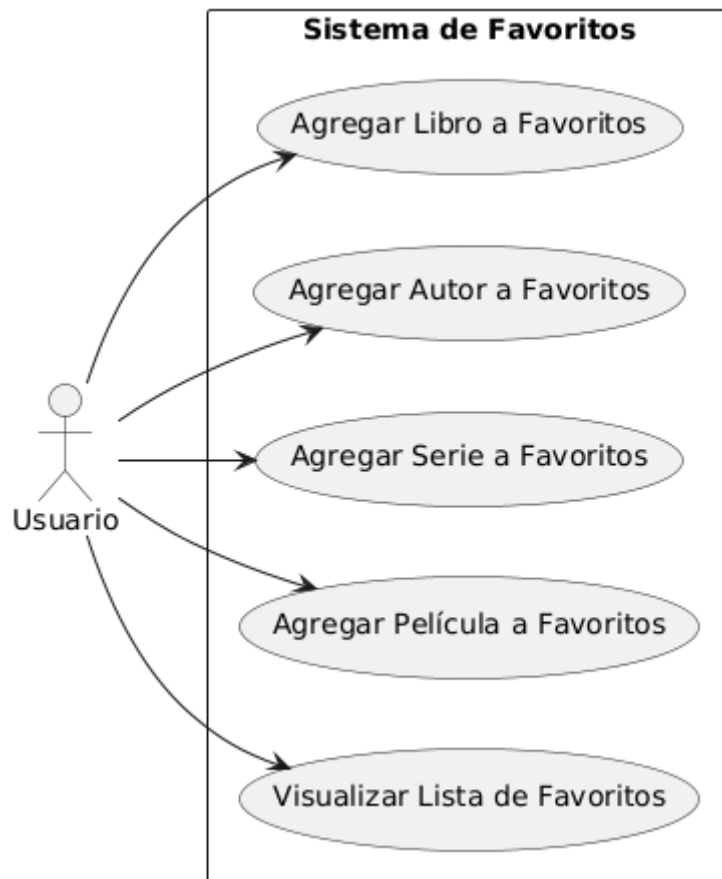 Sistema de Favoritos
Agregar Libro a Favoritos
Agregar Autor a Favoritos
Agregar Serie a Favoritos
Usuario
Agregar Película a Favoritos
Visualizar Lista de Favoritos